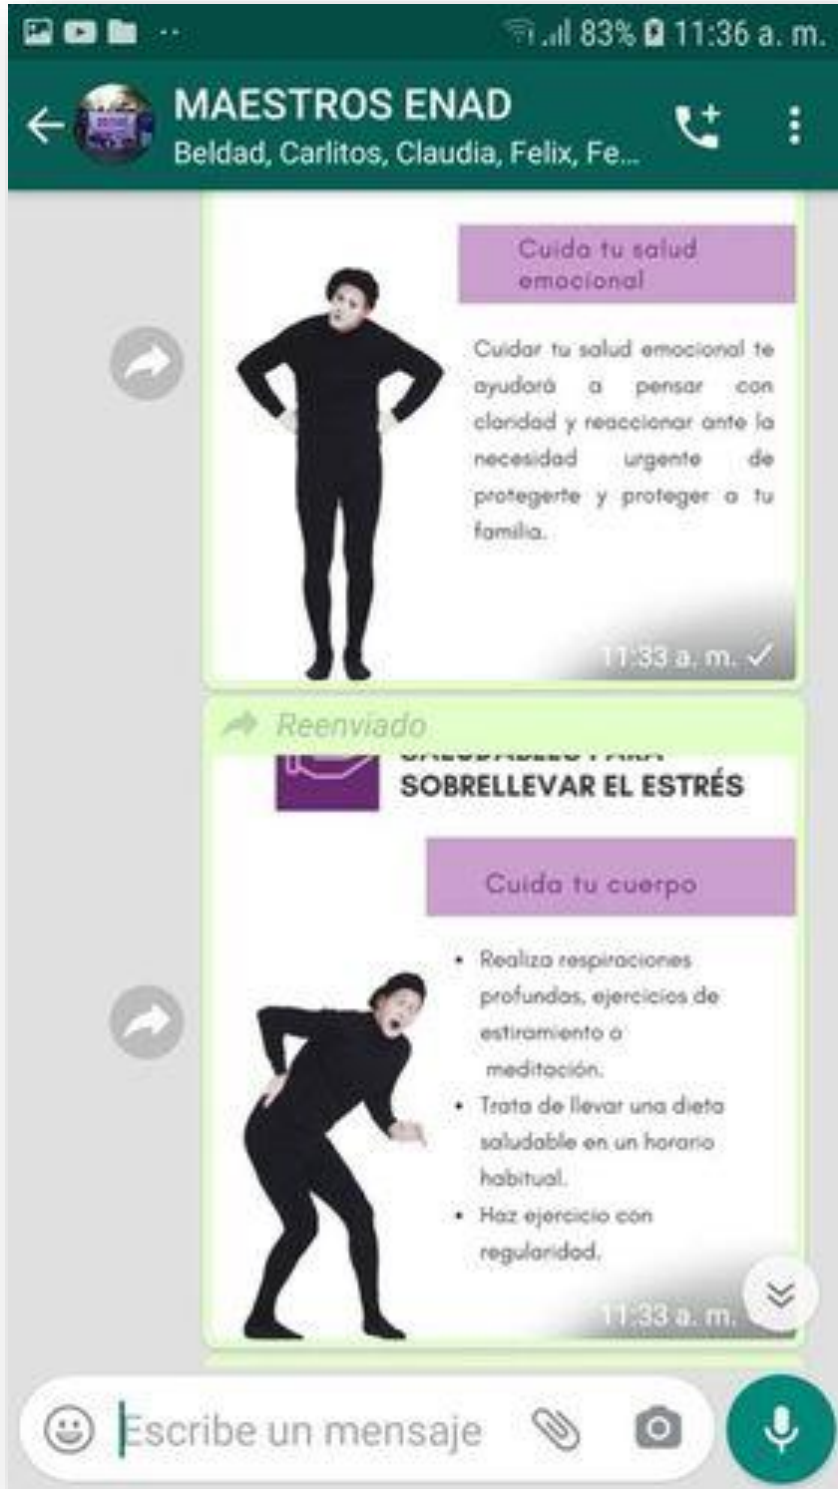 83% 11:36 a. m.
MAESTROS ENAD
Beldad, Carlitos, Claudia, Felix, Fe...
Cuida tu salud
emocional
Cuidar tu salud emocional te
ayudará a pensar con
claridad y reaccionar ante la
necesidad urgente de
protegerte y proteger a tu
familia.
11:33 a. m.
Reenviado
SALUDABLES PARA
SOBRELLEVAR EL ESTRÉS
Cuida tu cuerpo
• Realiza respiraciones
profundas, ejercicios de
estiramiento o
meditación.
• Trata de llevar una dieta
saludable en un horario
habitual.
• Haz ejercicio con
regularidad.
11:33 a. m.
Escribe un mensaje